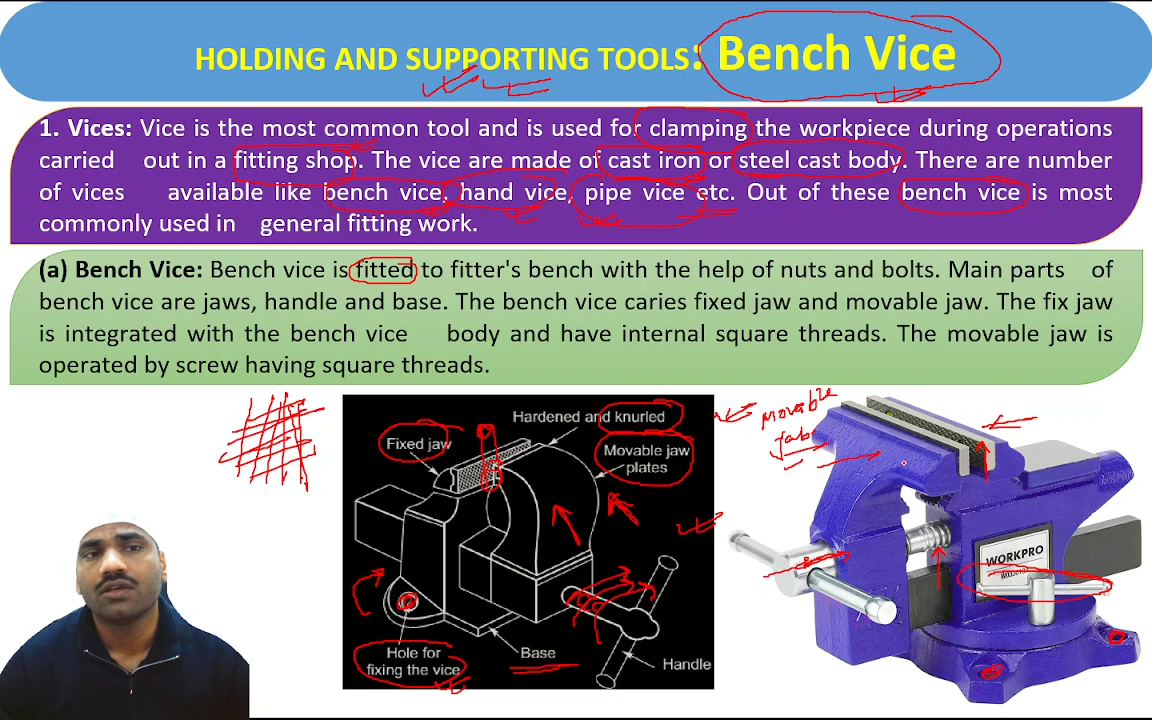 HOLDING AND SUPPORTING TOOLS: Bench Vice
1. Vices: Vice is the most common tool and is used for clamping the workpiece during operations
carried out in a fitting shop. The vice are made of cast iron or steel cast body. There are number
of vices available like bench vice, hand vice, pipe vice etc. Out of these bench vice is most
commonly used in general fitting work.
(a) Bench Vice: Bench vice is fitted to fitter's bench with the help of nuts and bolts. Main parts of
bench vice are jaws, handle and base. The bench vice caries fixed jaw and movable jaw. The fix jaw
is integrated with the bench vice body and have internal square threads. The movable jaw is
operated by screw having square threads.
Hardened and knurled
Fixed jaw
Movable jaw
plates
Hole for
fixing the vice
Base
Handle
movable
WORKPRO